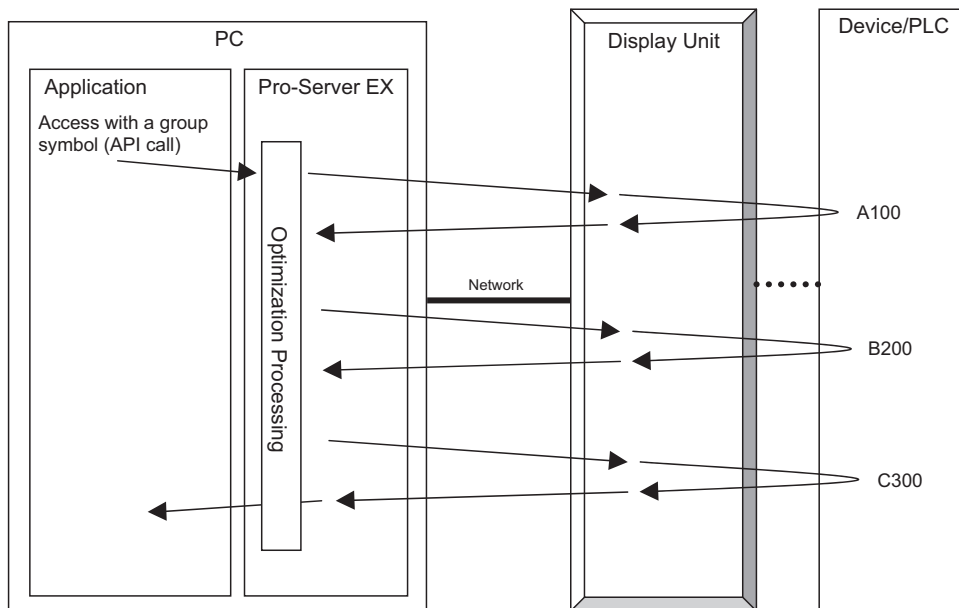 PC
Display Unit
Device/PLC
Application
Pro-Server EX
Access with a group
symbol (API call)
Optimization Processing
A100
Network
B200
C300